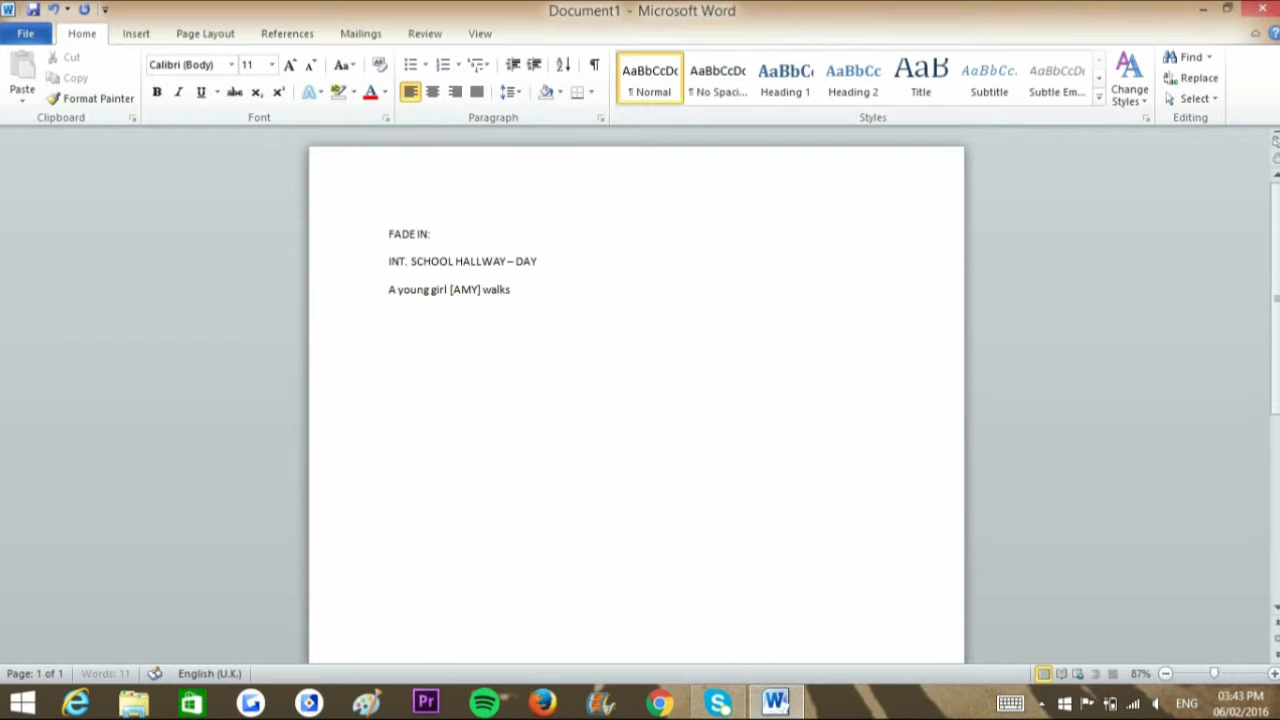 Document1 - Microsoft Word
File Home Insert Page Layout References Mailings Review View
Paste
Cut
Copy
Format Painter
Clipboard
Calibri (Body) 11
Font
Paragraph
AaBbCcDc AaBbCcDc AaBbC AaBbCc AaB AaBbCc. AaBbCcDc
¶ Normal ¶ No Spaci... Heading 1 Heading 2 Title Subtitle Subtle Em...
Change Styles
Styles
Find
Replace
Select
Editing
FADE IN:
INT. SCHOOL HALLWAY – DAY
A young girl [AMY] walks
Page: 1 of 1 Words: 11 English (U.K.) 87%
ENG
03:43 PM
06/02/2016